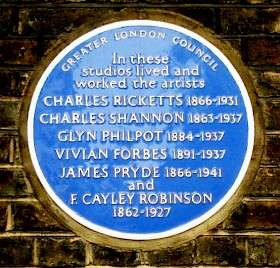 GREATER LONDON COUNCIL
In these
studios lived and
worked the artists
CHARLES RICKETTS 1866-1931
CHARLES SHANNON 1863-1937
GLYN PHILPOT 1884-1937
VIVIAN FORBES 1891-1937
JAMES PRYDE 1866-1941
and
F. CAYLEY ROBINSON
1862-1927